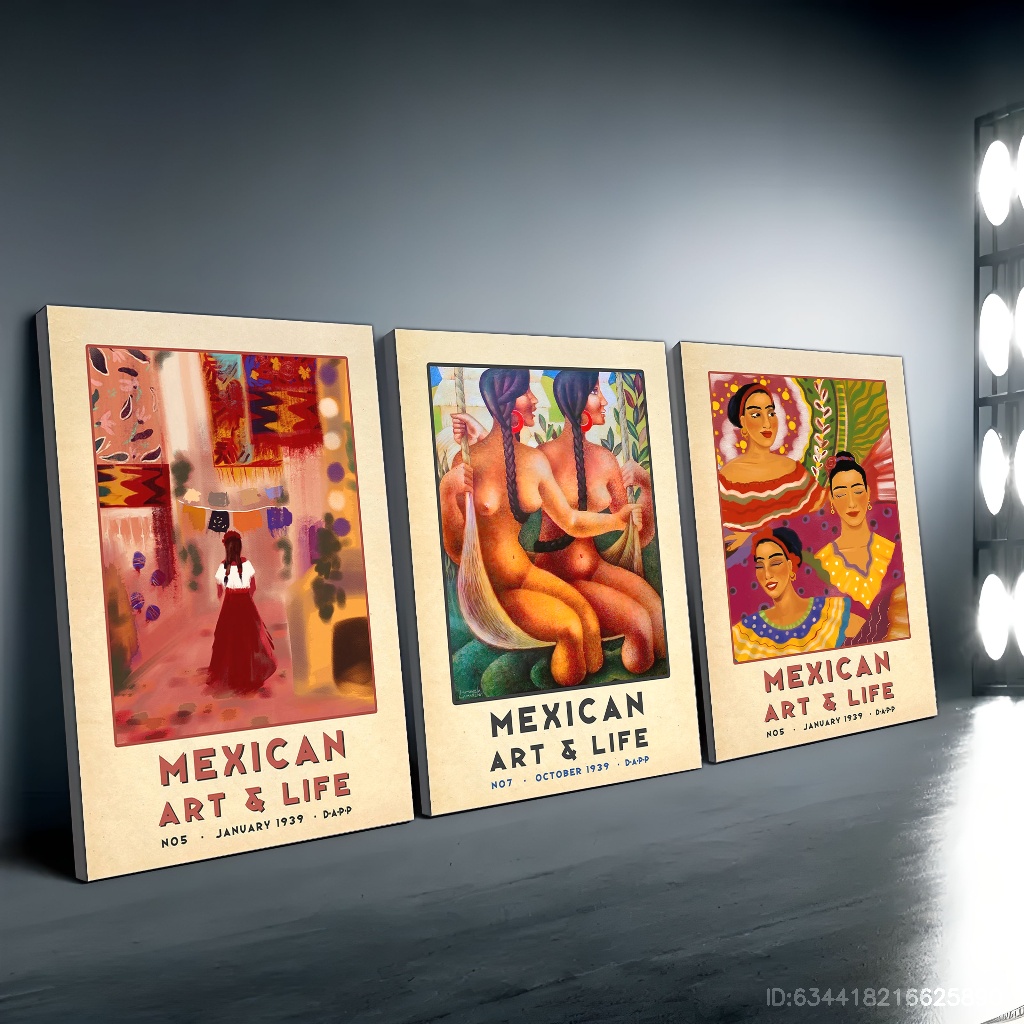 MEXICAN
ART & LIFE
NO5 · JANUARY 1939 · D·A·P·P
MEXICAN
ART & LIFE
NO7 · OCTOBER 1939 · D·A·P·P
MEXICAN
ART & LIFE
NO5 · JANUARY 1939 · D·A·P·P